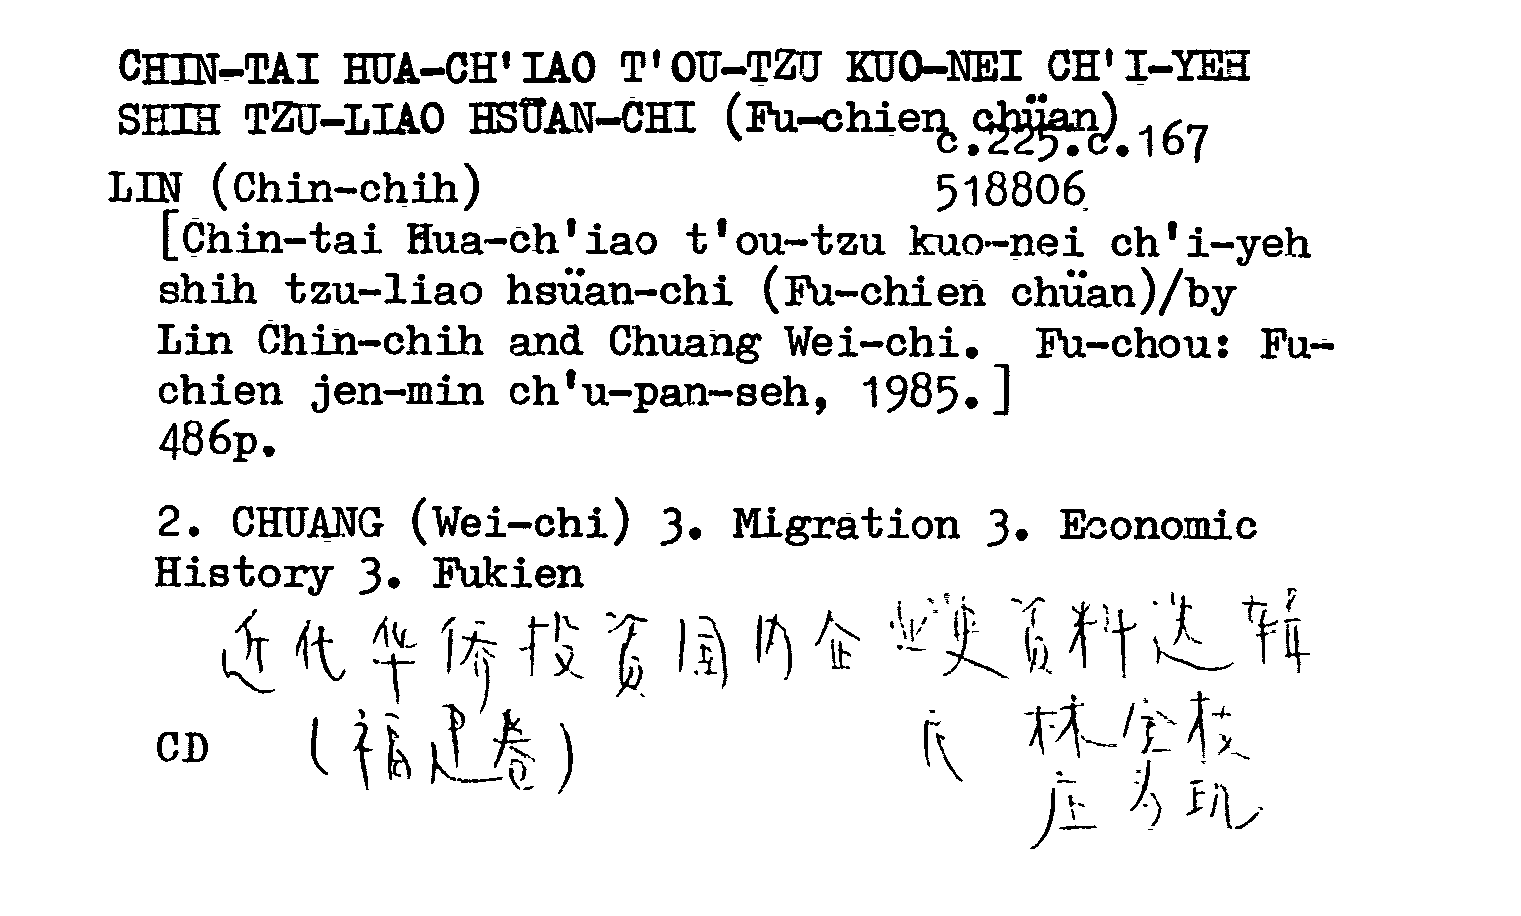 CHIN-TAI HUA-CH'IAO T'OU-TZU KUO-NEI CH'I-YEH
SHIH TZU-LIAO HSÜAN-CHI (Fu-chien chüan)
c.225.c.167
LIN (Chin-chih)
518806
[Chin-tai Hua-ch'iao t'ou-tzu kuo-nei ch'i-yeh
shih tzu-liao hsüan-chi (Fu-chien chüan)/by
Lin Chin-chih and Chuang Wei-chi. Fu-chou: Fu-
chien jen-min ch'u-pan-seh, 1985.]
486p.
2. CHUANG (Wei-chi) 3. Migration 3. Economic
History 3. Fukien
近代华侨投资国内企业史资料选辑
CD (福建卷)
林金枝
庄为玑